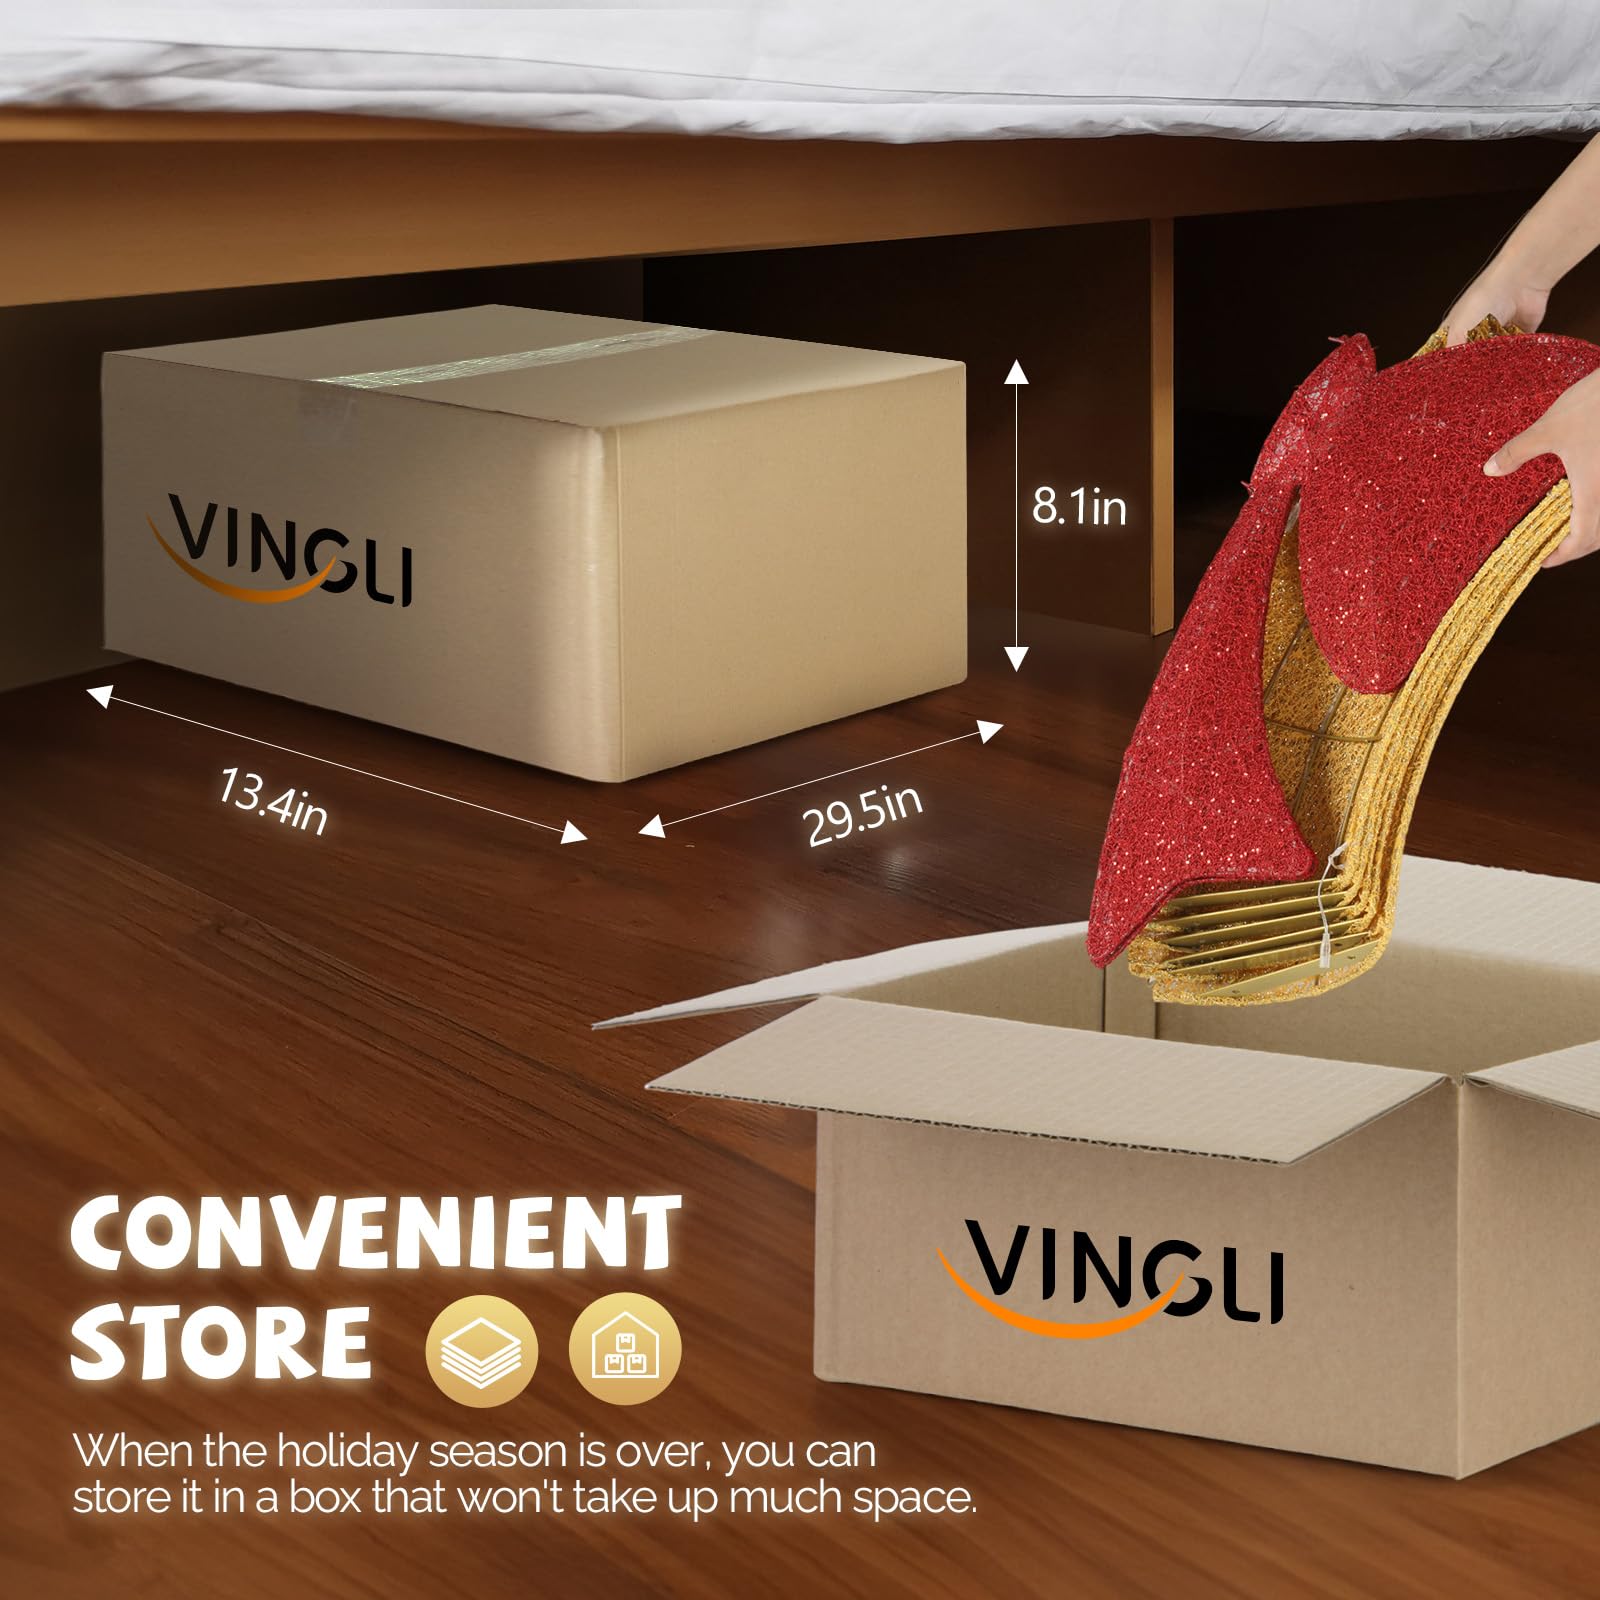 VINGLI
8.1in
13.4in
29.5in
CONVENIENT
STORE
VINGLI
When the holiday season is over, you can
store it in a box that won't take up much space.